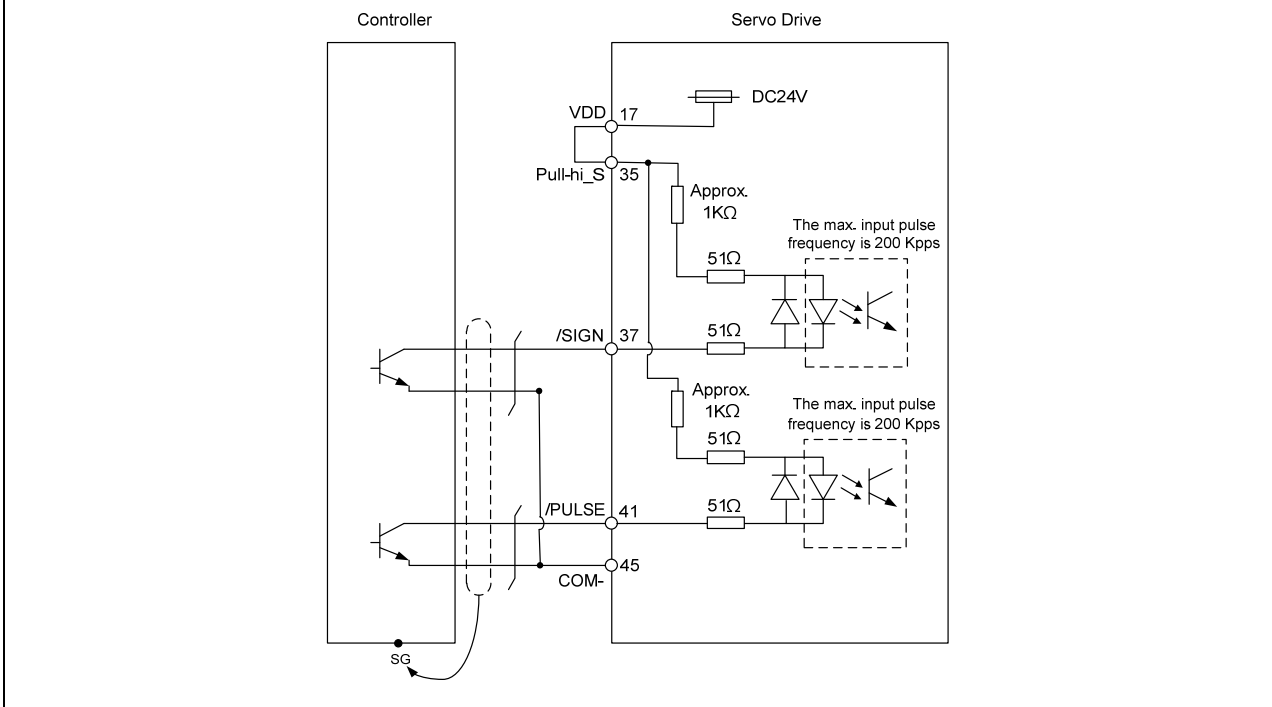 Controller
Servo Drive
DC24V
VDD
17
Pull-hi_S
35
Approx.
1KΩ
The max. input pulse
frequency is 200 Kpps
51Ω
/SIGN
37
51Ω
Approx.
1KΩ
The max. input pulse
frequency is 200 Kpps
51Ω
/PULSE
41
51Ω
45
COM-
SG